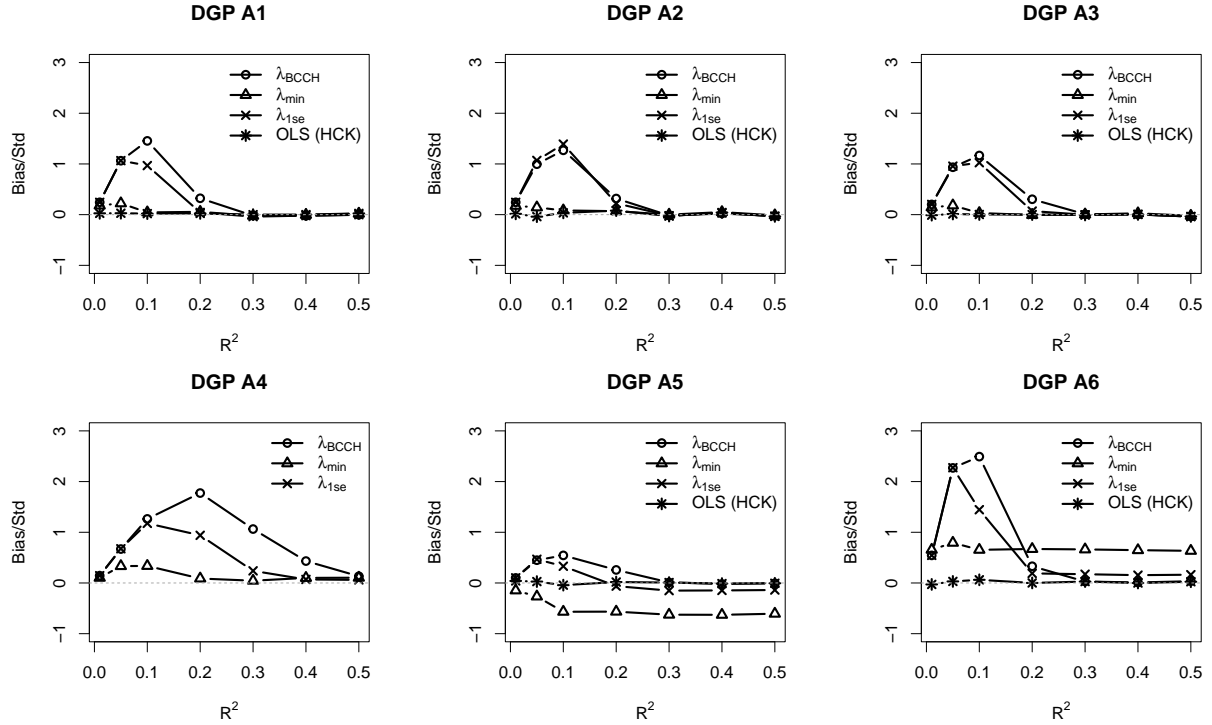 DGP A1
Bias/Std
3
2
1
0
−1
λBCCH
λmin
λ1se
OLS (HCK)
0.0 0.1 0.2 0.3 0.4 0.5
R²
DGP A2
Bias/Std
3
2
1
0
−1
λBCCH
λmin
λ1se
OLS (HCK)
0.0 0.1 0.2 0.3 0.4 0.5
R²
DGP A3
Bias/Std
3
2
1
0
−1
λBCCH
λmin
λ1se
OLS (HCK)
0.0 0.1 0.2 0.3 0.4 0.5
R²
DGP A4
Bias/Std
3
2
1
0
−1
λBCCH
λmin
λ1se
0.0 0.1 0.2 0.3 0.4 0.5
R²
DGP A5
Bias/Std
3
2
1
0
−1
λBCCH
λmin
λ1se
OLS (HCK)
0.0 0.1 0.2 0.3 0.4 0.5
R²
DGP A6
Bias/Std
3
2
1
0
−1
λBCCH
λmin
λ1se
OLS (HCK)
0.0 0.1 0.2 0.3 0.4 0.5
R²